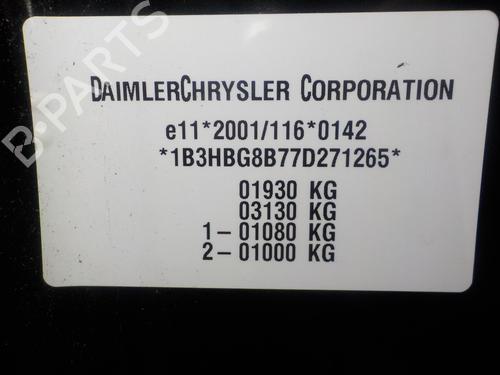 B-PARTS
DAIMLERCHRYSLER CORPORATION
e11*2001/116*0142
*1B3HBG8B77D271265*
01930 KG
03130 KG
1– 01080 KG
2– 01000 KG